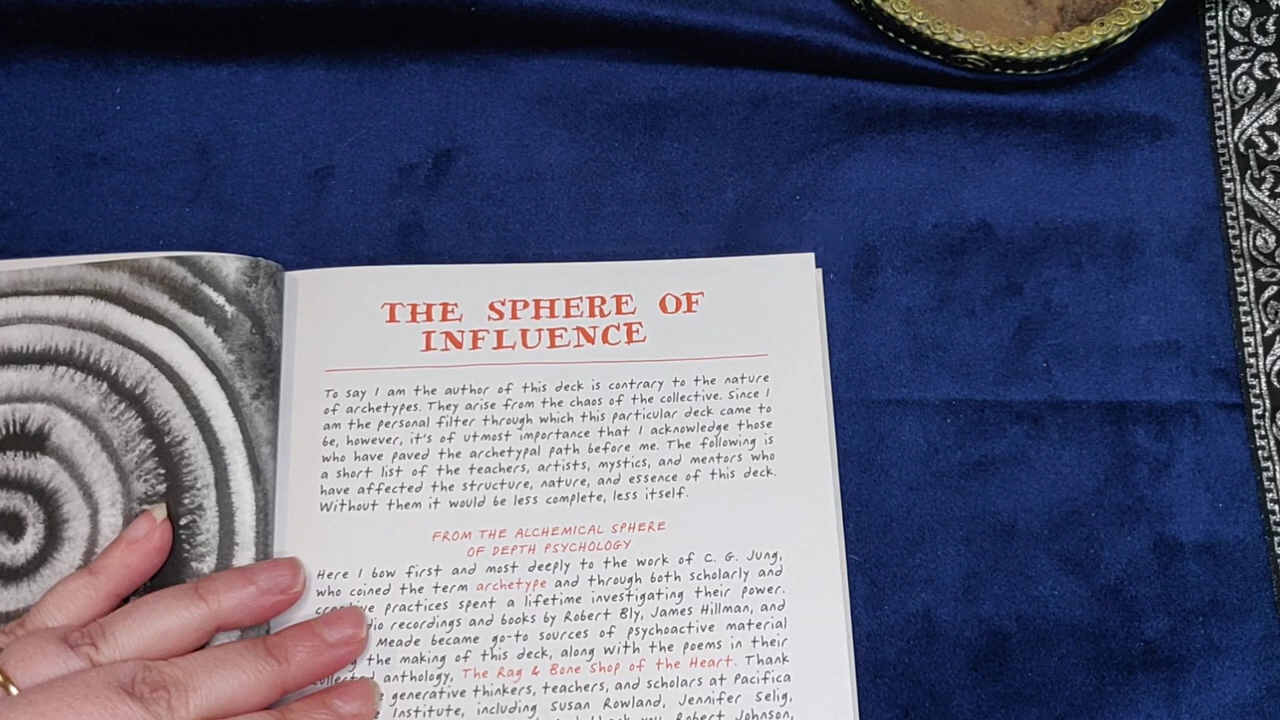 THE SPHERE OF
INFLUENCE
To say I am the author of this deck is contrary to the nature
of archetypes. They arise from the chaos of the collective. Since I
am the personal filter through which this particular deck came to
be, however, it's of utmost importance that I acknowledge those
who have paved the archetypal path before me. The following is
a short list of the teachers, artists, mystics, and mentors who
have affected the structure, nature, and essence of this deck.
Without them it would be less complete, less itself.
FROM THE ALCHEMICAL SPHERE
OF DEPTH PSYCHOLOGY
Here I bow first and most deeply to the work of C. G. Jung,
who coined the term archetype and through both scholarly and
practices spent a lifetime investigating their power.
recordings and books by Robert Bly, James Hillman, and
Meade became go-to sources of psychoactive material
the making of this deck, along with the poems in their
anthology, The Rag & Bone Shop of the Heart. Thank
generative thinkers, teachers, and scholars at Pacifica
Institute, including Susan Rowland, Jennifer Selig,
Robert Johnson,